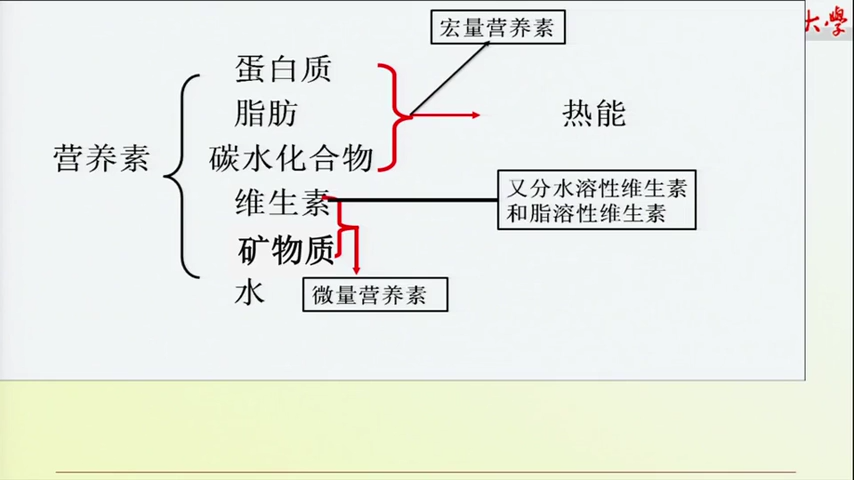 大學
宏量营养素
蛋白质
脂肪
热能
营养素
碳水化合物
维生素
又分水溶性维生素
和脂溶性维生素
矿物质
水
微量营养素